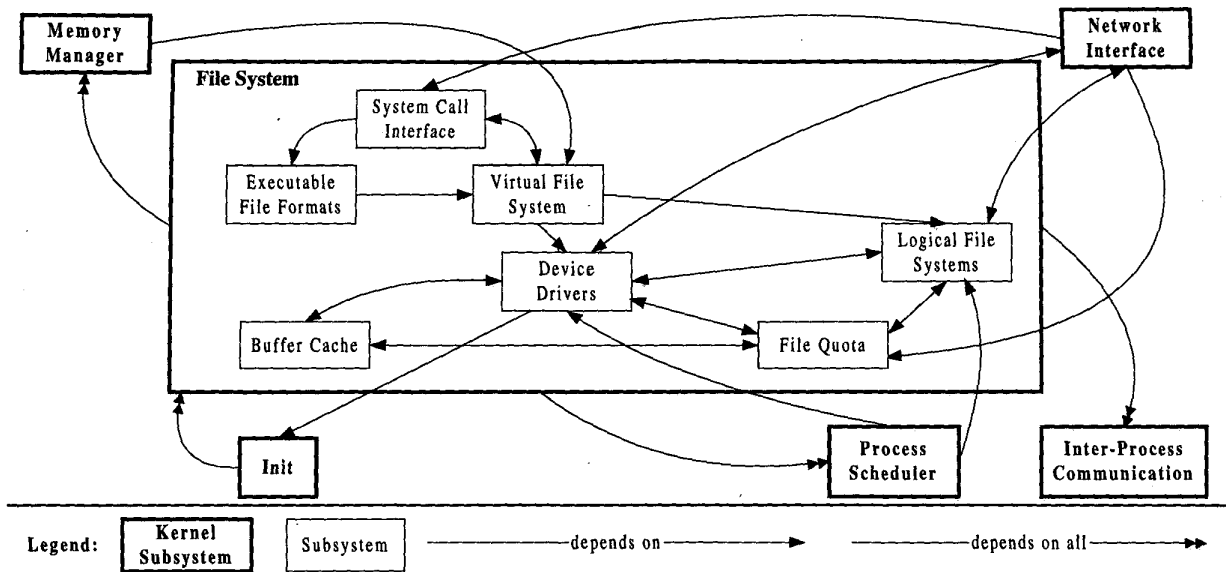 Memory
Manager
Network
Interface
File System
System Call
Interface
Executable
File Formats
Virtual File
System
Logical File
Systems
Device
Drivers
Buffer Cache
File Quota
Init
Process
Scheduler
Inter-Process
Communication
Legend:
Kernel
Subsystem
Subsystem
depends on
depends on all